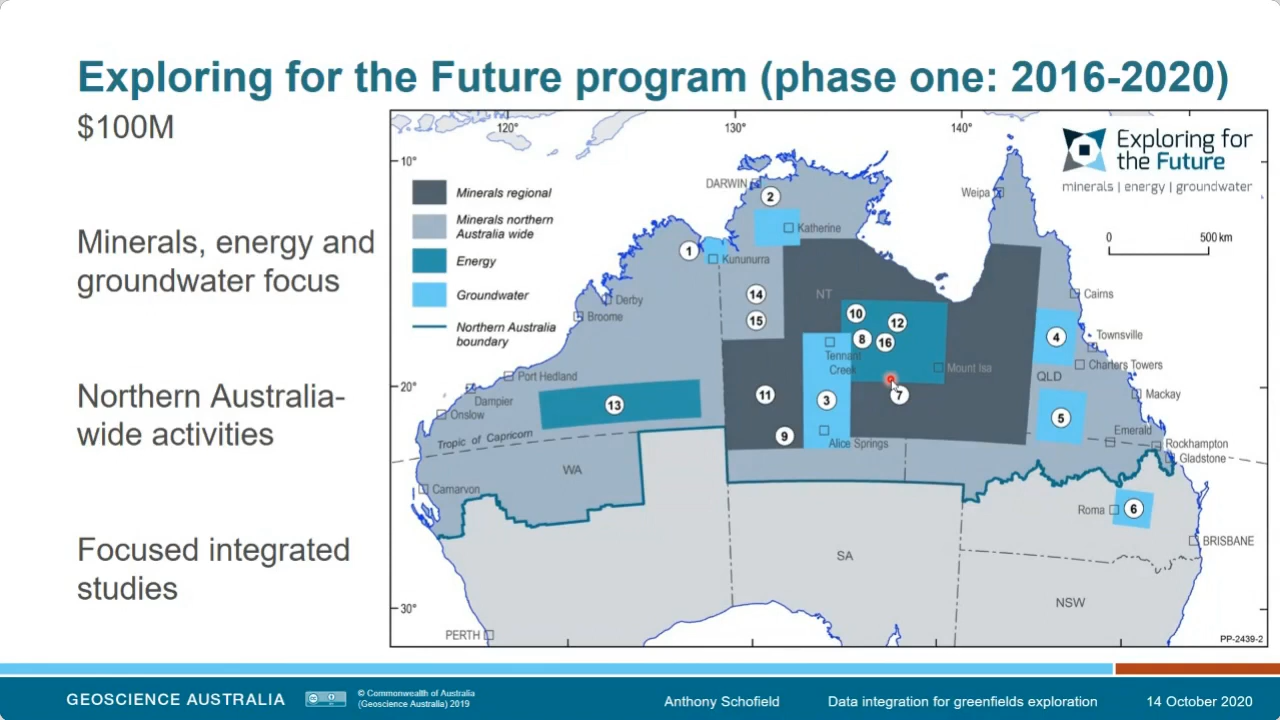 Exploring for the Future program (phase one: 2016-2020)
$100M
Minerals, energy and
groundwater focus
Northern Australia-
wide activities
Focused integrated
studies
120°
130°
140°
10°
20°
30°
Minerals regional
Minerals northern
Australia wide
Energy
Groundwater
Northern Australia
boundary
Exploring for
the Future
minerals | energy | groundwater
0
500 km
DARWIN
2
Katherine
Weipa
1
Kununurra
Derby
Broome
14
15
NT
10
12
8
16
Tennant
Creek
Mount Isa
7
Cairns
Townsville
4
Charters Towers
QLD
Mackay
5
Emerald
Rockhampton
Gladstone
Port Hedland
Dampier
Onslow
13
11
3
9
Alice Springs
Tropic of Capricorn
WA
Carnarvon
Roma
6
BRISBANE
SA
NSW
PERTH
PP-2439-2
GEOSCIENCE AUSTRALIA
© Commonwealth of Australia
(Geoscience Australia) 2019
Anthony Schofield
Data integration for greenfields exploration
14 October 2020